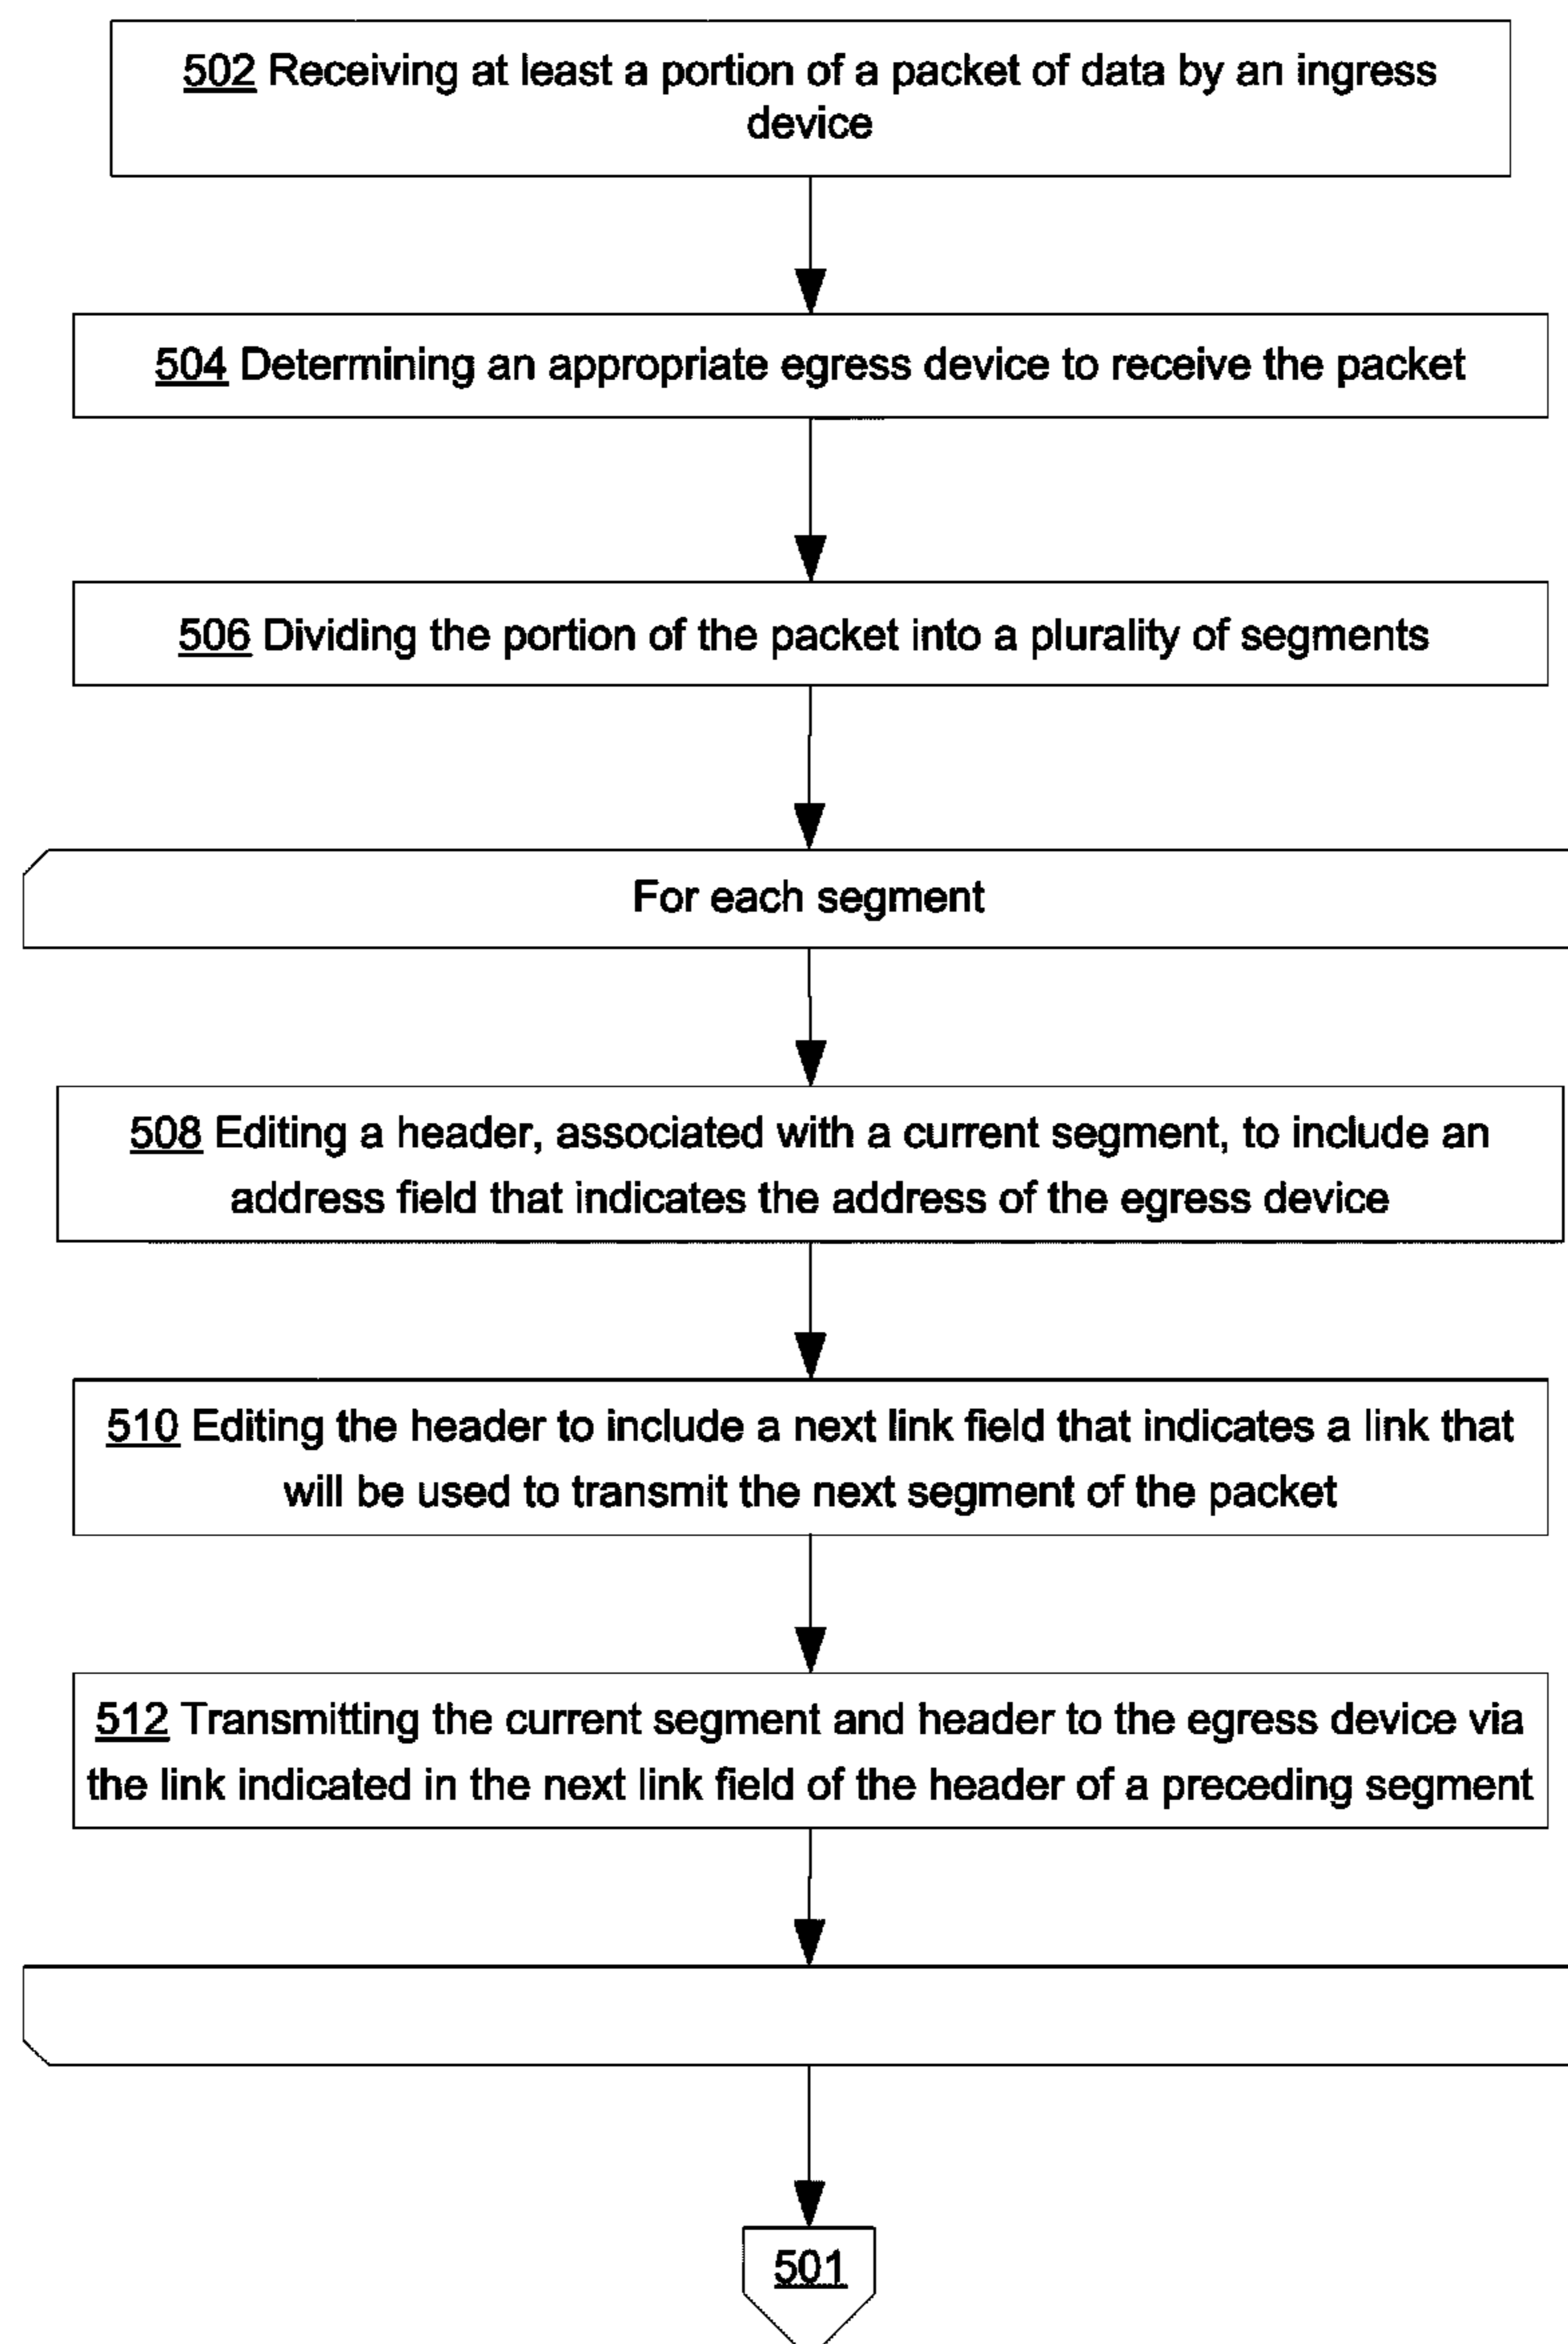 502 Receiving at least a portion of a packet of data by an ingress
device
504 Determining an appropriate egress device to receive the packet
506 Dividing the portion of the packet into a plurality of segments
For each segment
508 Editing a header, associated with a current segment, to include an
address field that indicates the address of the egress device
510 Editing the header to include a next link field that indicates a link that
will be used to transmit the next segment of the packet
512 Transmitting the current segment and header to the egress device via
the link indicated in the next link field of the header of a preceding segment
501